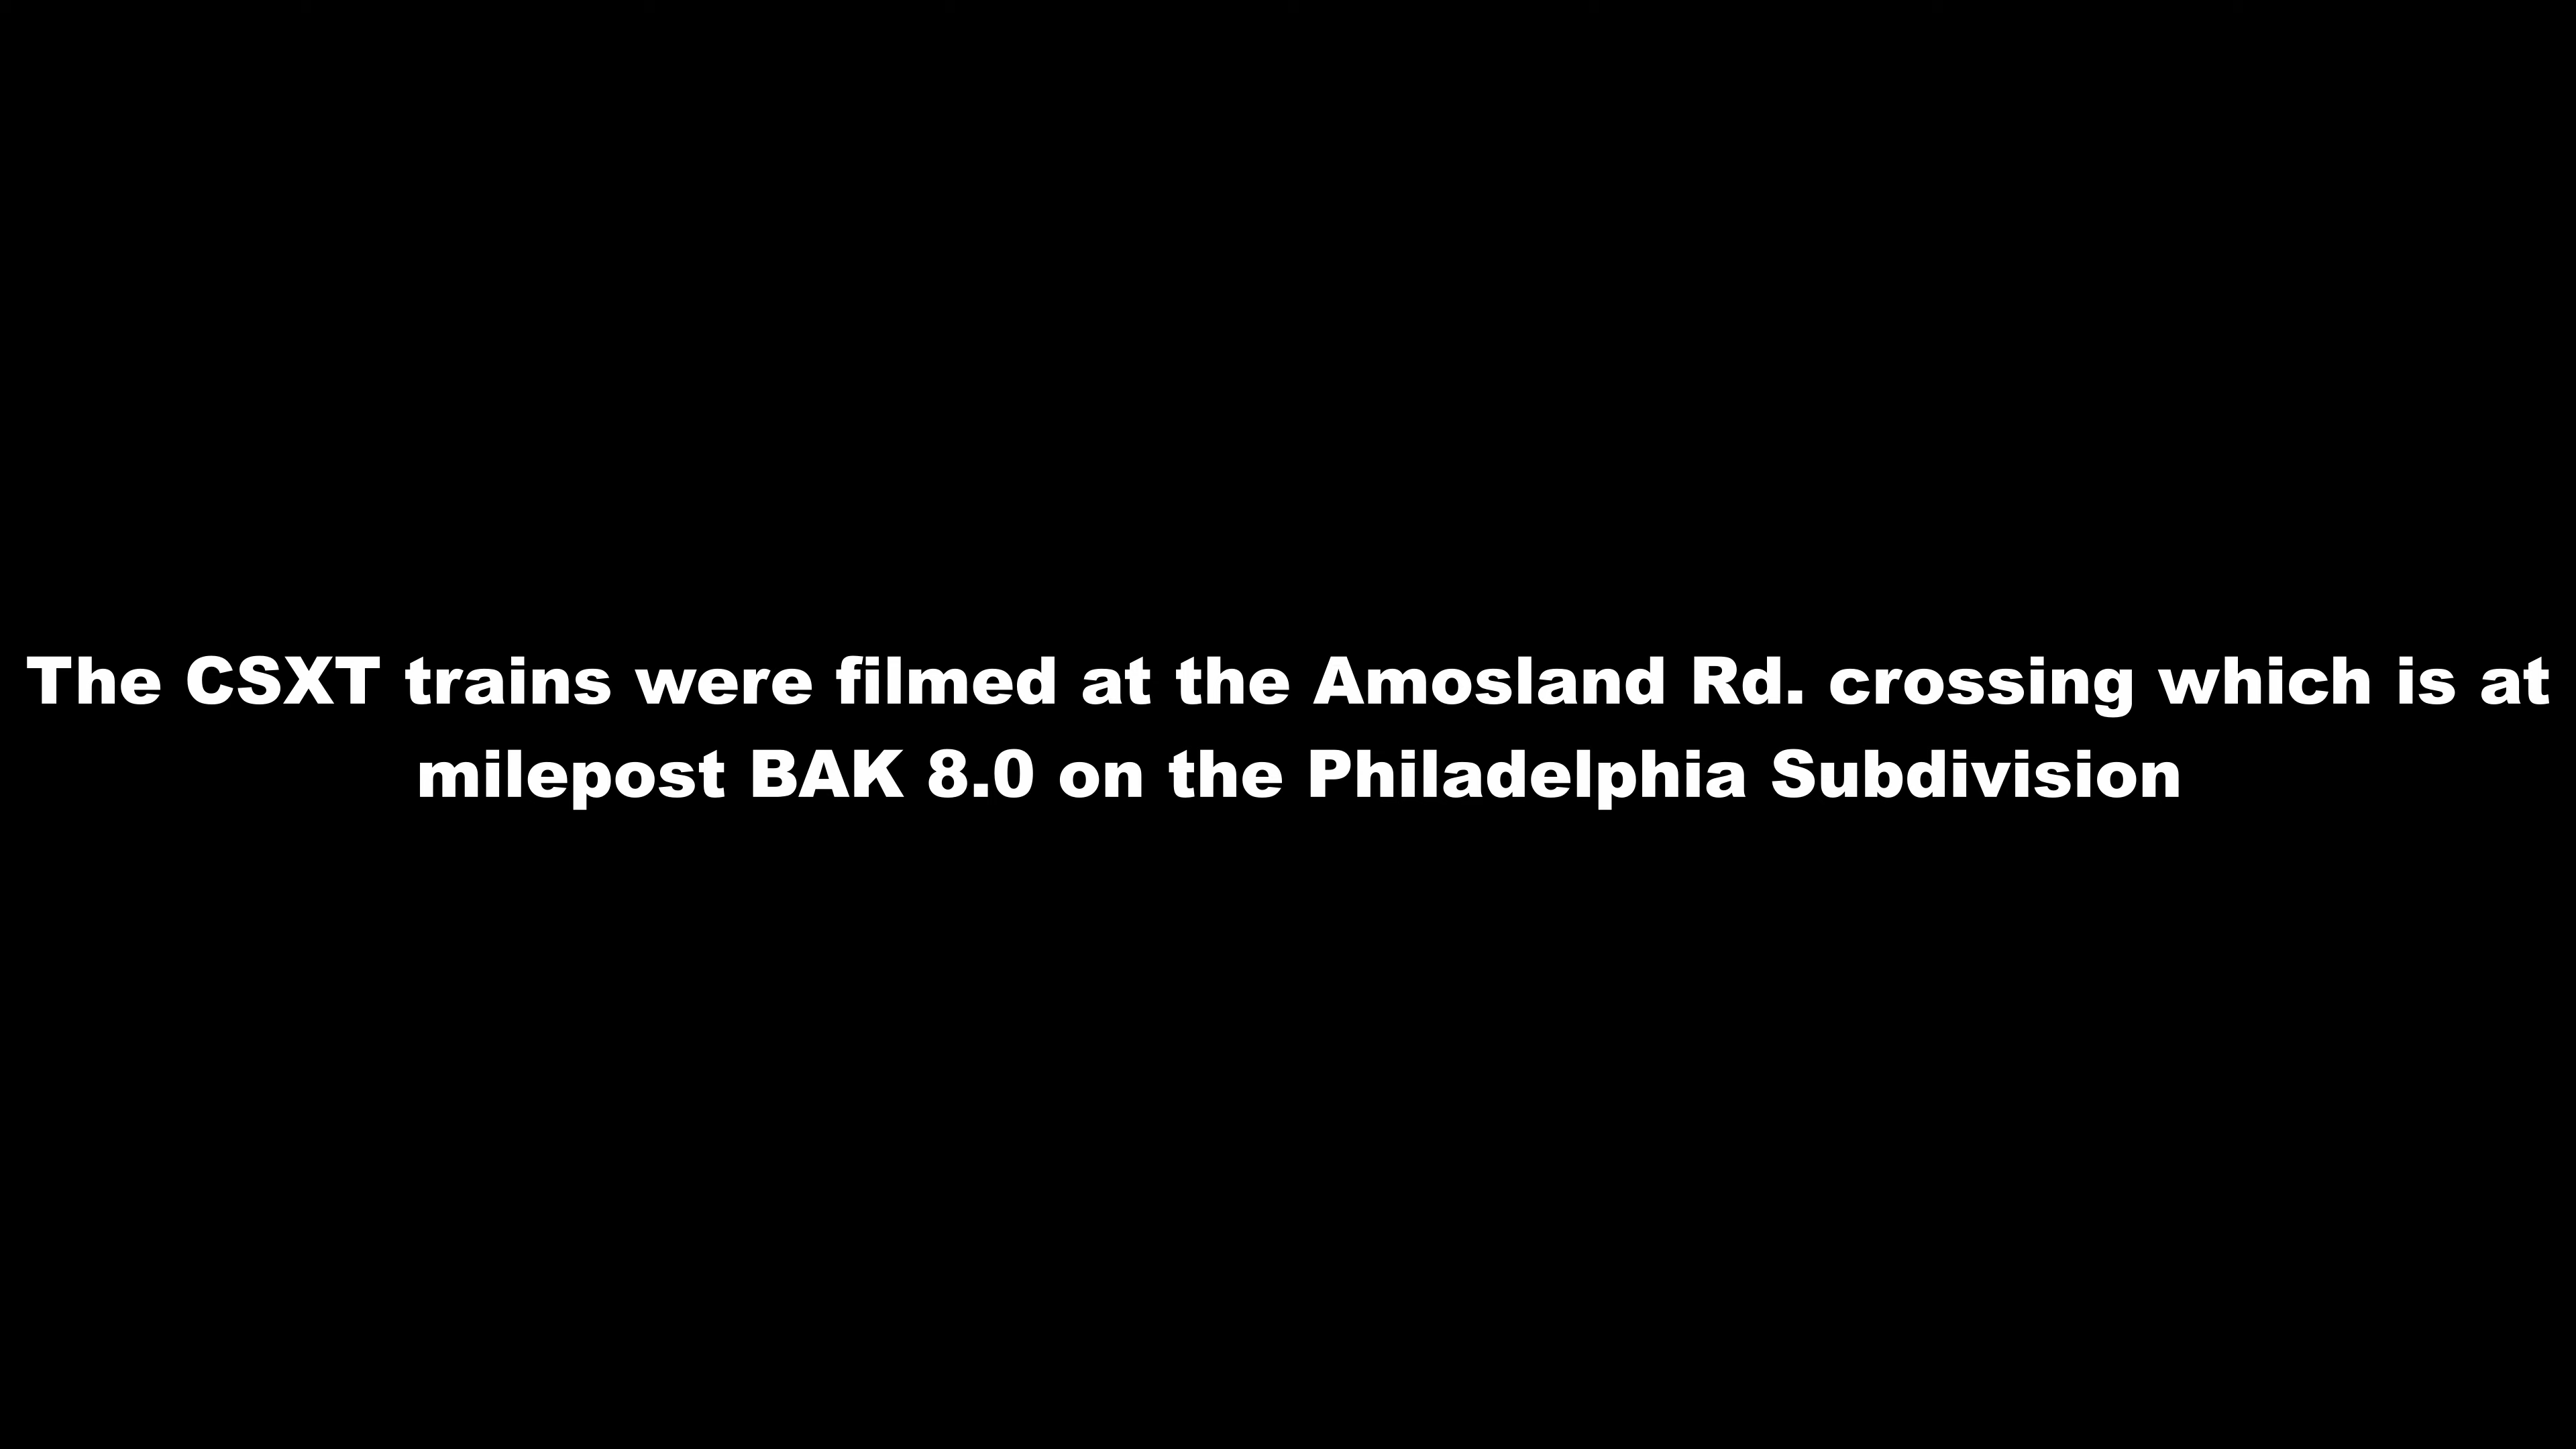 The CSXT trains were filmed at the Amosland Rd. crossing which is at
milepost BAK 8.0 on the Philadelphia Subdivision